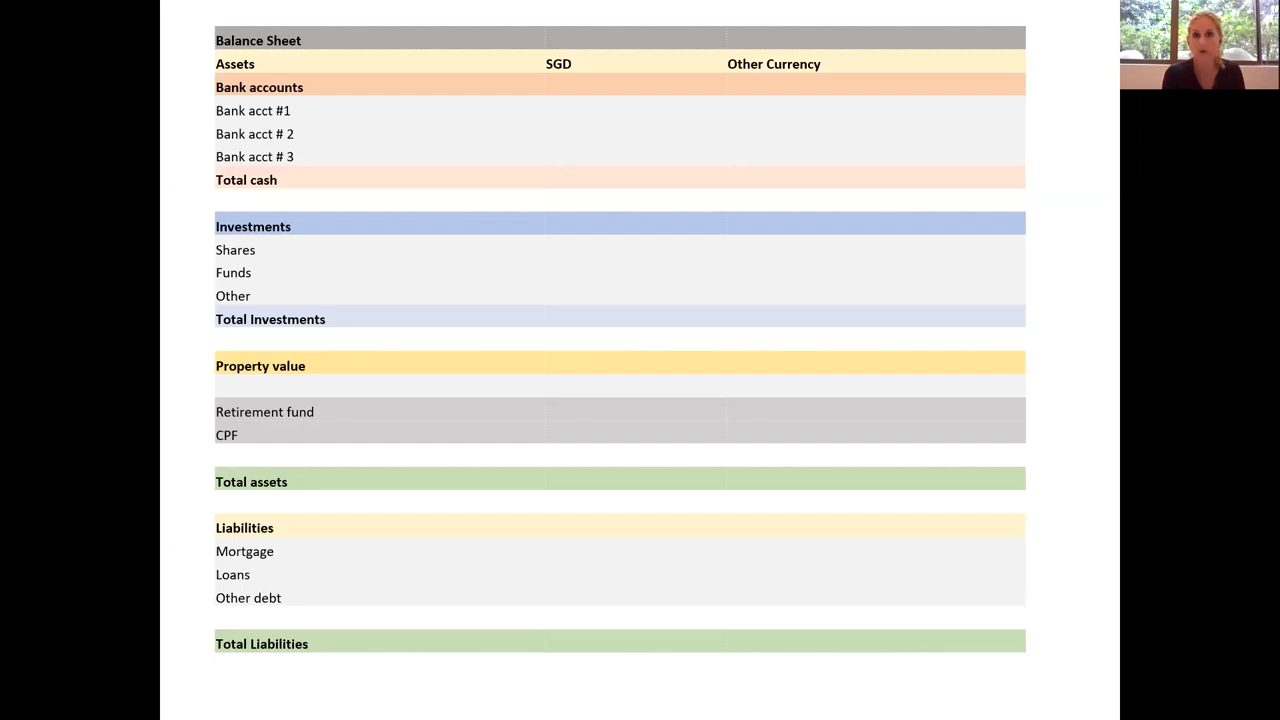 Balance Sheet
Assets SGD Other Currency
Bank accounts
Bank acct #1
Bank acct # 2
Bank acct # 3
Total cash
Investments
Shares
Funds
Other
Total Investments
Property value
Retirement fund
CPF
Total assets
Liabilities
Mortgage
Loans
Other debt
Total Liabilities